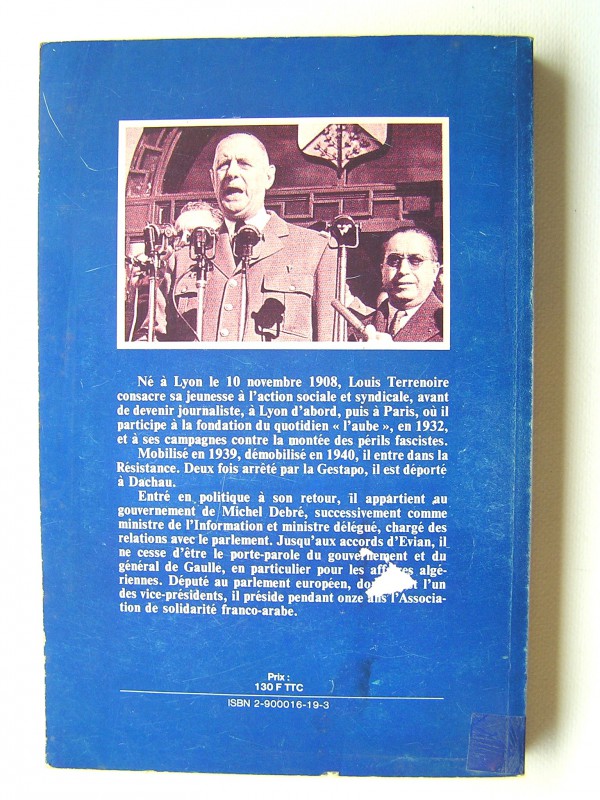 Né à Lyon le 10 novembre 1908, Louis Terrenoire
consacre sa jeunesse à l'action sociale et syndicale, avant
de devenir journaliste, à Lyon d'abord, puis à Paris, où il
participe à la fondation du quotidien « l'aube », en 1932,
et à ses campagnes contre la montée des périls fascistes.
Mobilisé en 1939, démobilisé en 1940, il entre dans la
Résistance. Deux fois arrêté par la Gestapo, il est déporté
à Dachau.
Entré en politique à son retour, il appartient au
gouvernement de Michel Debré, successivement comme
ministre de l'Information et ministre délégué, chargé des
relations avec le parlement. Jusqu'aux accords d'Evian, il
ne cesse d'être le porte-parole du gouvernement et du
général de Gaulle, en particulier pour les affaires algé-
riennes. Député au parlement européen, l'un
des vice-présidents, il préside pendant onze ans l'Associa-
tion de solidarité franco-arabe.
Prix :
130 F TTC
ISBN 2-900016-19-3